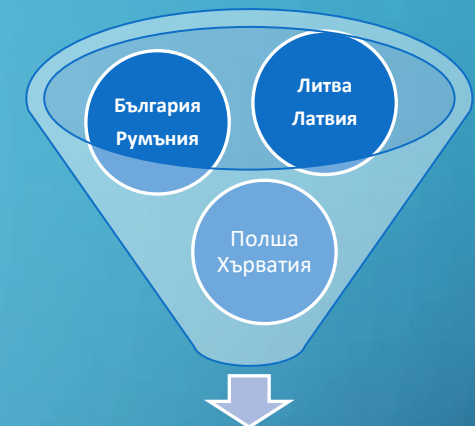 България
Румъния
Литва
Латвия
Полша
Хърватия